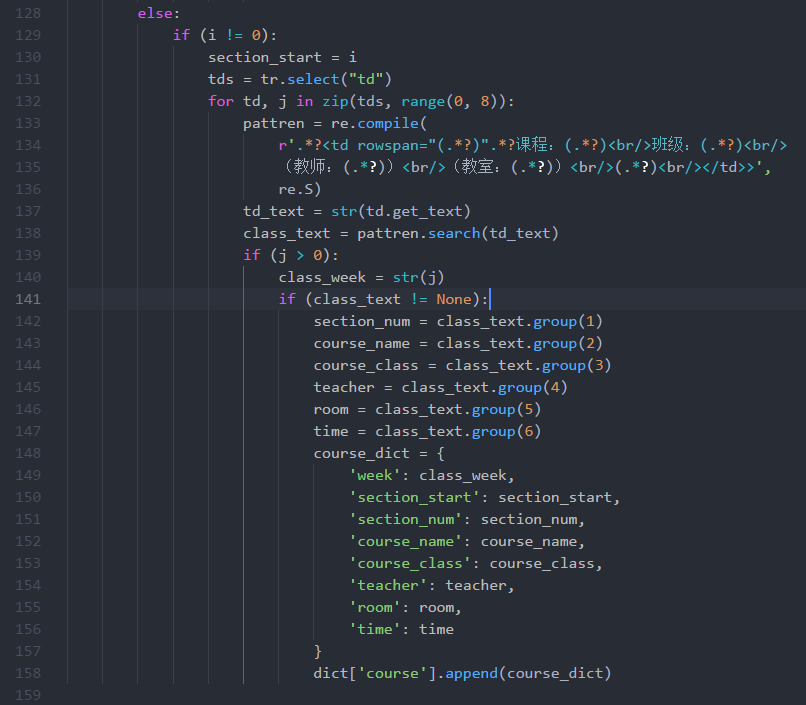 128 else:
129 if (i != 0):
130 section_start = i
131 tds = tr.select("td")
132 for td, j in zip(tds, range(0, 8)):
133 pattren = re.compile(
134 r'.*?<td rowspan="(.*?)".*?课程：(.*?)<br/>班级：(.*?)<br/>
135 （教师：(.*?)）<br/>（教室：(.*?)）<br/>(.*?)<br/></td>>',
136 re.S)
137 td_text = str(td.get_text)
138 class_text = pattren.search(td_text)
139 if (j > 0):
140 class_week = str(j)
141 if (class_text != None):
142 section_num = class_text.group(1)
143 course_name = class_text.group(2)
144 course_class = class_text.group(3)
145 teacher = class_text.group(4)
146 room = class_text.group(5)
147 time = class_text.group(6)
148 course_dict = {
149 'week': class_week,
150 'section_start': section_start,
151 'section_num': section_num,
152 'course_name': course_name,
153 'course_class': course_class,
154 'teacher': teacher,
155 'room': room,
156 'time': time
157 }
158 dict['course'].append(course_dict)
159